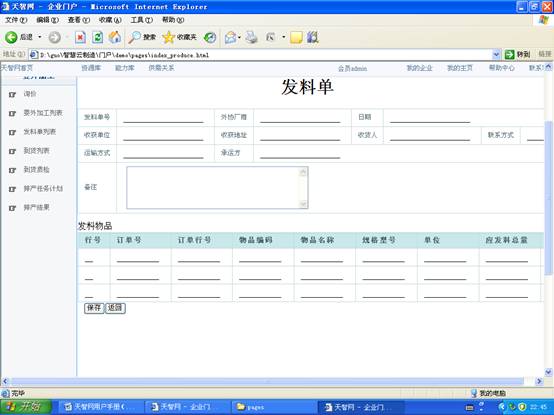 天智网 - 企业门户 - Microsoft Internet Explorer
文件(F) 编辑(E) 查看(V) 收藏(A) 工具(T) 帮助(H)
后退 搜索 收藏夹
地址(D) D:\guo\智慧云制造\门户\demo\pages\index_produce.html 转到 链接
天智网首页 资源库 能力库 供需关系 会员admin 我的企业 我的主页 帮助中心
询价
委外加工列表
发料单列表
到货列表
到货质检
排产任务计划
排产结果
发料单
发料单号 外协厂商 日期
收获单位 收获地址 收货人 联系方式
运输方式 承运方
备注
发料物品
行号 订单号 订单行号 物品编码 物品名称 规格型号 单位 应发料总量
保存 返回
完毕 我的电脑
开始 天智网用户手册(... 天智网 - 企业门... pages 天智网 - 企业门... 22:45